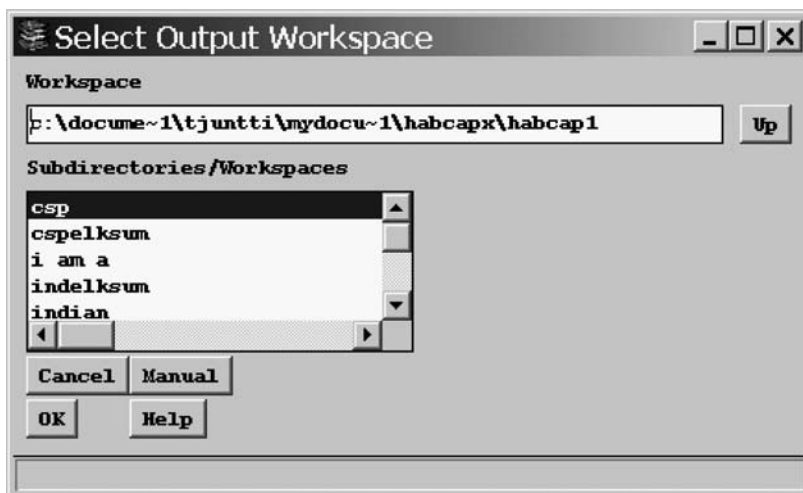 Select Output Workspace
Workspace
c:\docume~1\tjuntti\mydocu~1\habcapx\habcap1
Up
Subdirectories/Workspaces
csp
cspelksum
i am a
indelksum
indian
Cancel Manual
OK Help